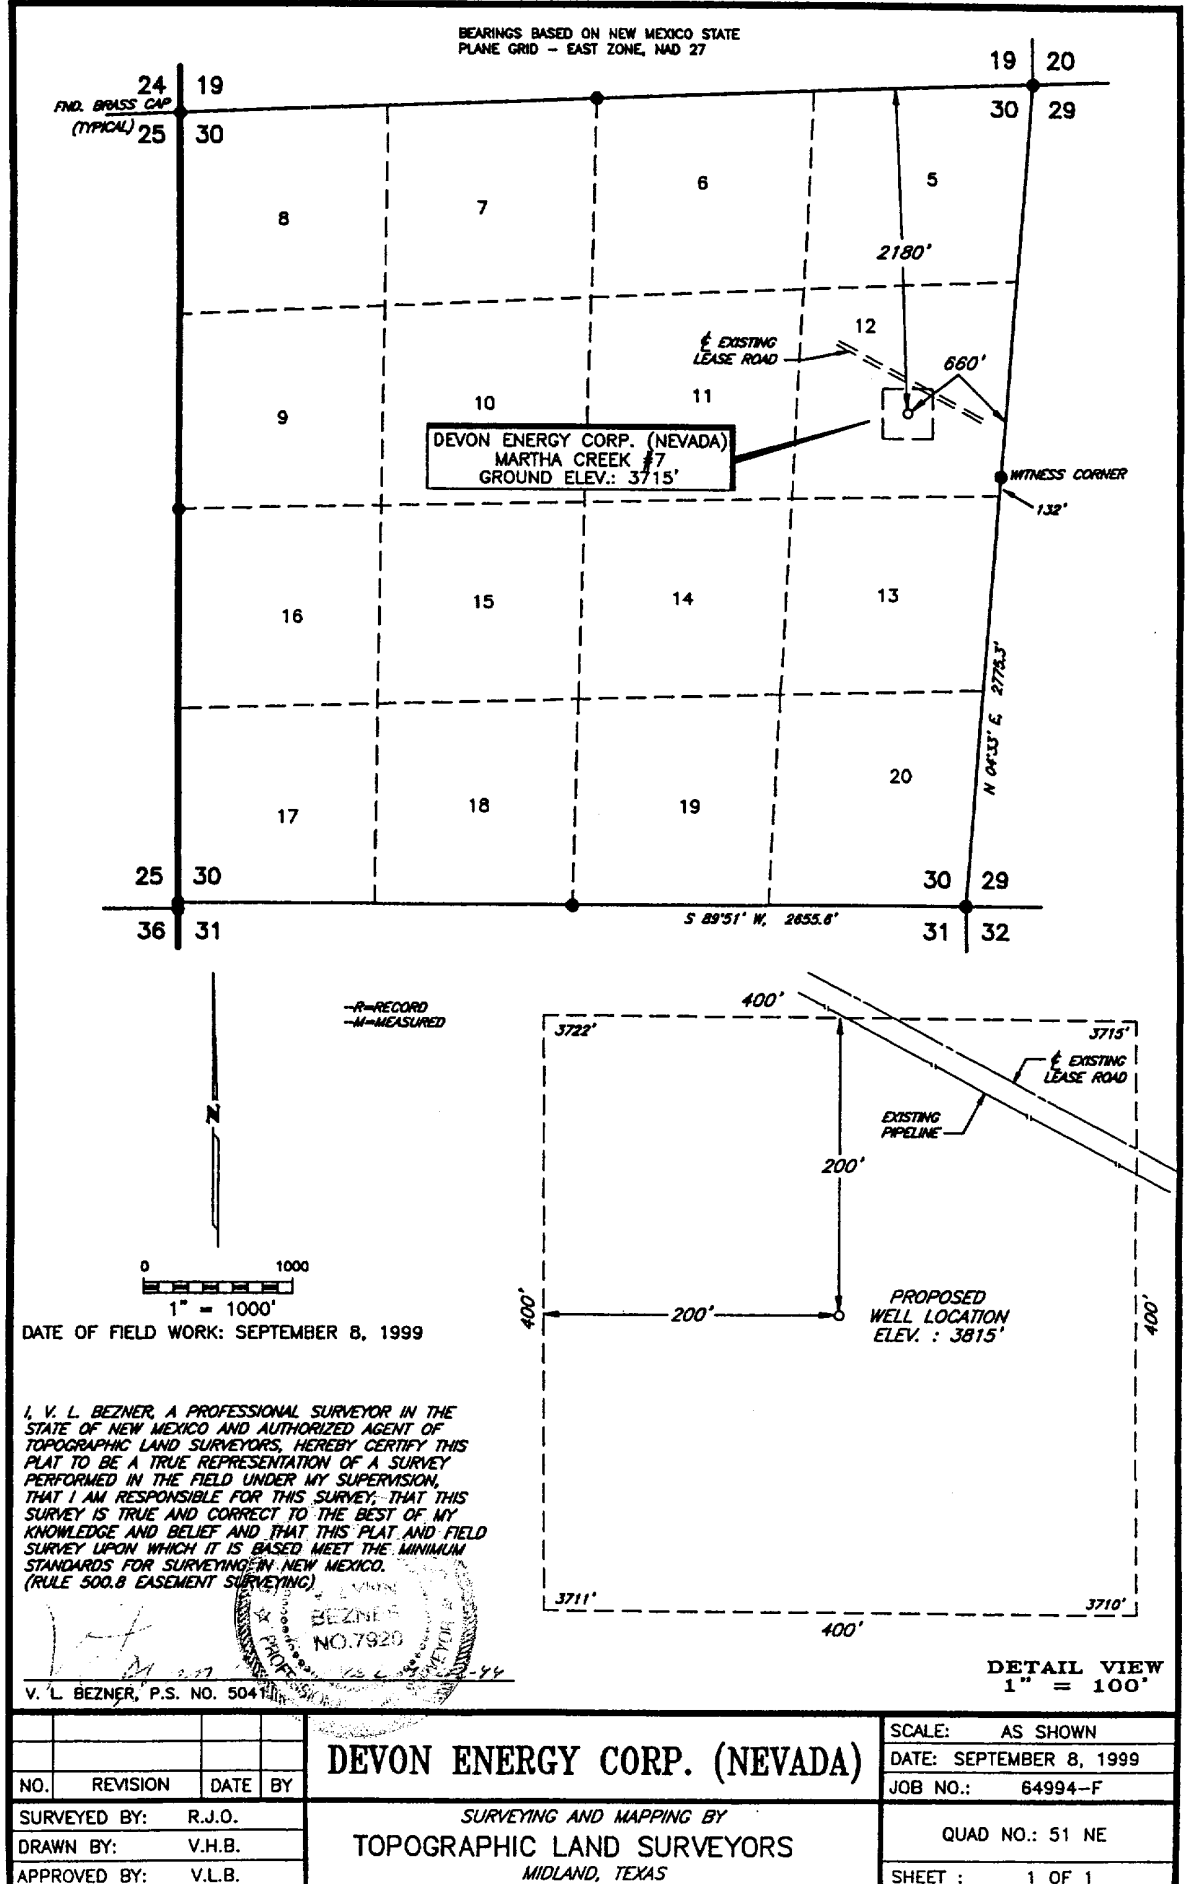 BEARINGS BASED ON NEW MEXICO STATE
PLANE GRID - EAST ZONE, NAD 27
24 19
19 20
FND. BRASS CAP
(TYPICAL)
25 30
30 29
8
7
6
5
2180'
12
℄ EXISTING
LEASE ROAD
660'
9
10
11
DEVON ENERGY CORP. (NEVADA)
MARTHA CREEK #7
GROUND ELEV.: 3715'
WITNESS CORNER
132'
16
15
14
13
N 04°33' E, 2775.3'
17
18
19
20
25 30
30 29
36 31
S 89°51' W, 2655.6'
31 32
-R=RECORD
-M=MEASURED
N
0 1000
1" = 1000'
DATE OF FIELD WORK: SEPTEMBER 8, 1999
400'
3722'
3715'
℄ EXISTING
LEASE ROAD
EXISTING
PIPELINE
200'
400'
200'
PROPOSED
WELL LOCATION
ELEV. : 3815'
400'
3711'
3710'
400'
DETAIL VIEW
1" = 100'
I, V. L. BEZNER, A PROFESSIONAL SURVEYOR IN THE
STATE OF NEW MEXICO AND AUTHORIZED AGENT OF
TOPOGRAPHIC LAND SURVEYORS, HEREBY CERTIFY THIS
PLAT TO BE A TRUE REPRESENTATION OF A SURVEY
PERFORMED IN THE FIELD UNDER MY SUPERVISION,
THAT I AM RESPONSIBLE FOR THIS SURVEY, THAT THIS
SURVEY IS TRUE AND CORRECT TO THE BEST OF MY
KNOWLEDGE AND BELIEF AND THAT THIS PLAT AND FIELD
SURVEY UPON WHICH IT IS BASED MEET THE MINIMUM
STANDARDS FOR SURVEYING IN NEW MEXICO.
(RULE 500.8 EASEMENT SURVEYING)
BEZNER
NO.7920
V. L. BEZNER, P.S. NO. 5041
NO. REVISION DATE BY
SURVEYED BY: R.J.O.
DRAWN BY: V.H.B.
APPROVED BY: V.L.B.
DEVON ENERGY CORP. (NEVADA)
SURVEYING AND MAPPING BY
TOPOGRAPHIC LAND SURVEYORS
MIDLAND, TEXAS
SCALE: AS SHOWN
DATE: SEPTEMBER 8, 1999
JOB NO.: 64994-F
QUAD NO.: 51 NE
SHEET : 1 OF 1